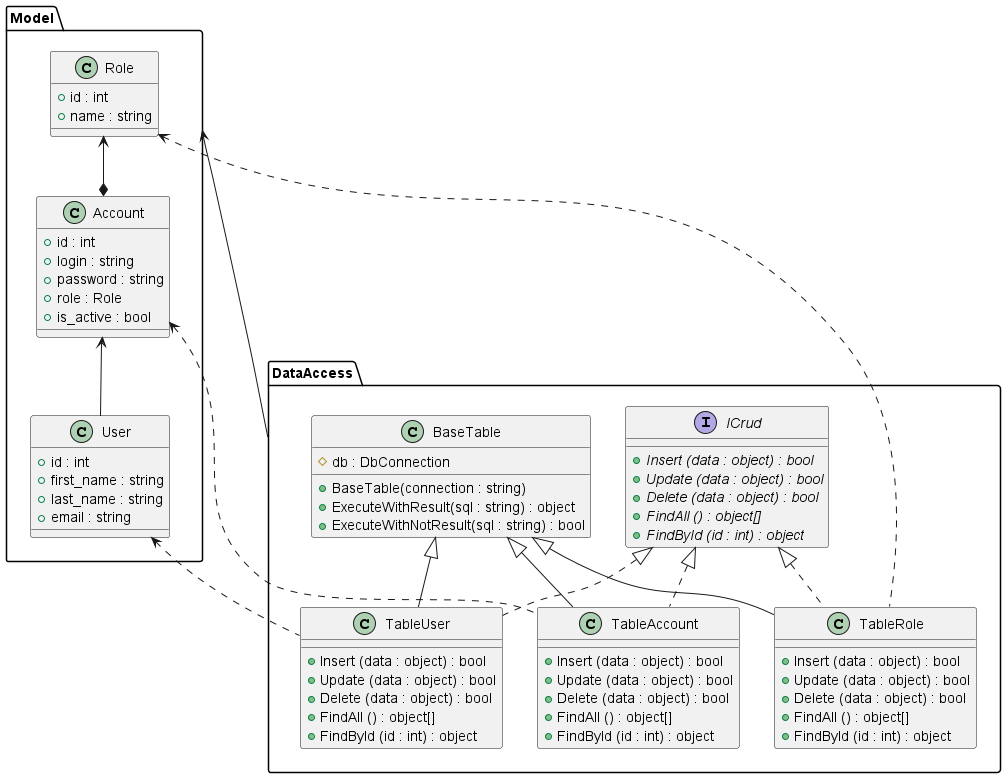 Model
C Role
id : int
name : string
C Account
id : int
login : string
password : string
role : Role
is_active : bool
C User
id : int
first_name : string
last_name : string
email : string
DataAccess
C BaseTable
db : DbConnection
BaseTable(connection : string)
ExecuteWithResult(sql : string) : object
ExecuteWithNotResult(sql : string) : bool
I ICrud
Insert (data : object) : bool
Update (data : object) : bool
Delete (data : object) : bool
FindAll () : object[]
FindById (id : int) : object
C TableUser
Insert (data : object) : bool
Update (data : object) : bool
Delete (data : object) : bool
FindAll () : object[]
FindById (id : int) : object
C TableAccount
Insert (data : object) : bool
Update (data : object) : bool
Delete (data : object) : bool
FindAll () : object[]
FindById (id : int) : object
C TableRole
Insert (data : object) : bool
Update (data : object) : bool
Delete (data : object) : bool
FindAll () : object[]
FindById (id : int) : object